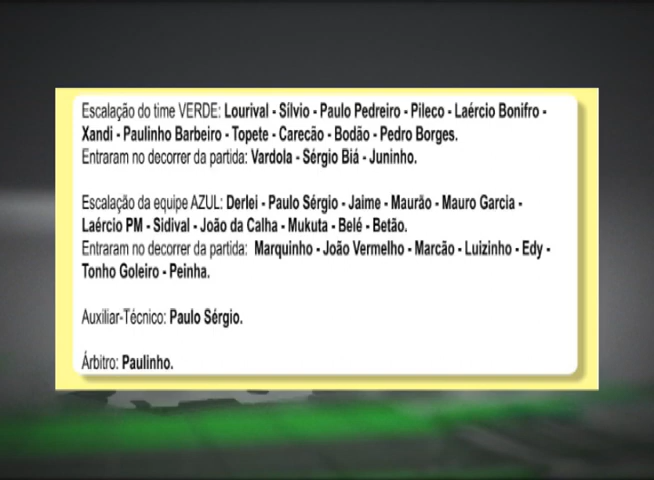 Escalação do time VERDE: Lourival - Sílvio - Paulo Pedreiro - Pileco - Laércio Bonifro -
Xandi - Paulinho Barbeiro - Topete - Carecão - Bodão - Pedro Borges.
Entraram no decorrer da partida: Vardola - Sérgio Biá - Juninho.
Escalação da equipe AZUL: Derlei - Paulo Sérgio - Jaime - Maurão - Mauro Garcia -
Laércio PM - Sidival - João da Calha - Mukuta - Belé - Betão.
Entraram no decorrer da partida: Marquinho - João Vermelho - Marcão - Luizinho - Edy -
Tonho Goleiro - Peinha.
Auxiliar-Técnico: Paulo Sérgio.
Árbitro: Paulinho.